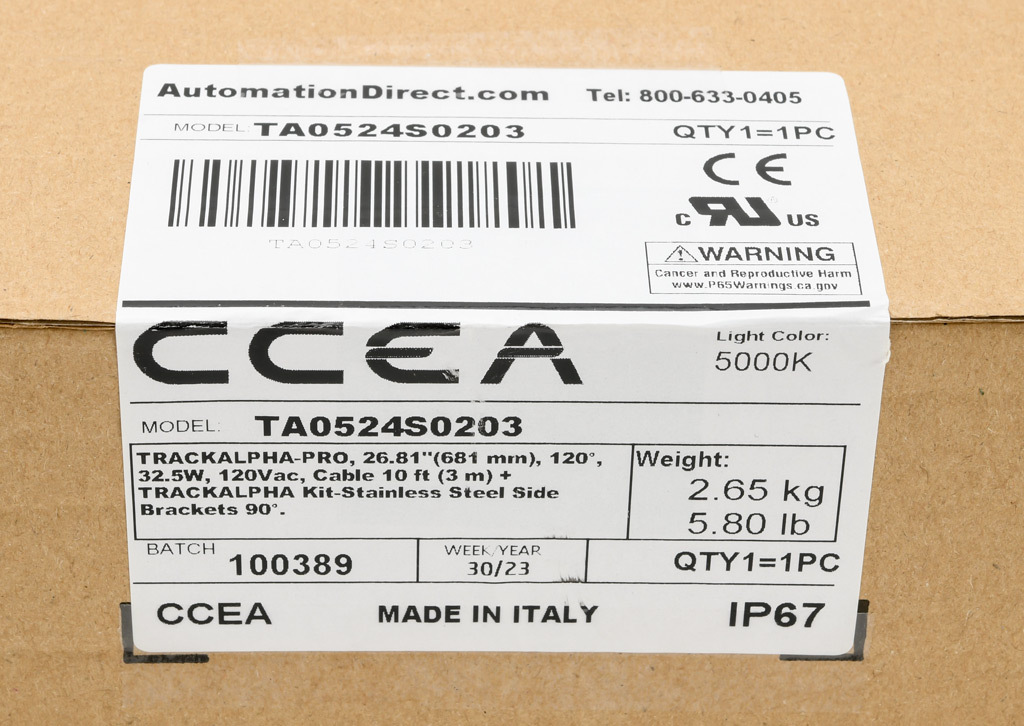 AutomationDirect.com Tel: 800-633-0405
MODEL: TA0524S0203 QTY1=1PC
CE
TA0524S0203
c RU US
WARNING
Cancer and Reproductive Harm
www.P65Warnings.ca.gov
CCEA
Light Color:
5000K
MODEL: TA0524S0203
TRACKALPHA-PRO, 26.81"(681 mm), 120°,
32.5W, 120Vac, Cable 10 ft (3 m) +
TRACKALPHA Kit-Stainless Steel Side
Brackets 90°.
Weight:
2.65 kg
5.80 lb
BATCH 100389
WEEK/YEAR
30/23
QTY1=1PC
CCEA MADE IN ITALY IP67